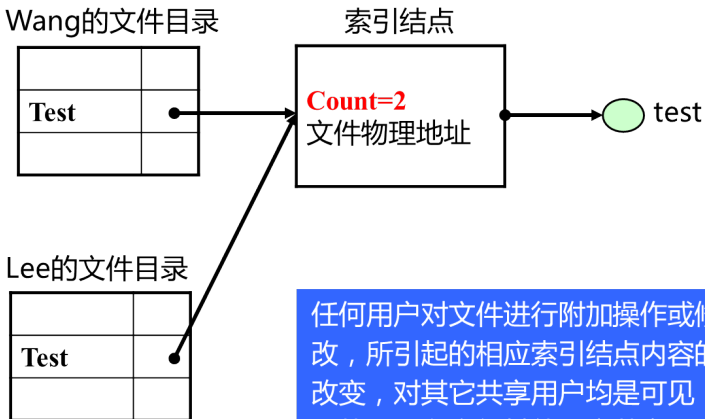 Wang的文件目录
索引结点
Test
Count=2
文件物理地址
test
Lee的文件目录
Test
任何用户对文件进行附加操作或
改，所引起的相应索引结点内容的
改变，对其它共享用户均是可见